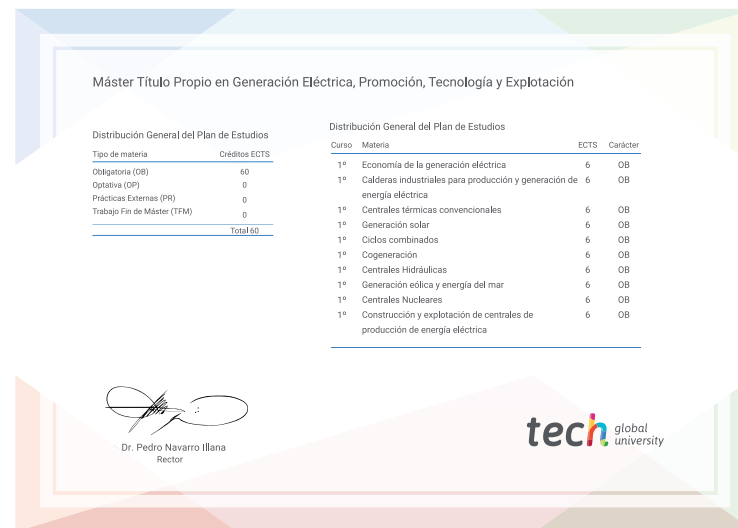 Máster Título Propio en Generación Eléctrica, Promoción, Tecnología y Explotación
Distribución General del Plan de Estudios
Tipo de materia Créditos ECTS
Obligatoria (OB) 60
Optativa (OP) 0
Prácticas Externas (PR) 0
Trabajo Fin de Máster (TFM) 0
Total 60
Distribución General del Plan de Estudios
Curso Materia ECTS Carácter
1º Economía de la generación eléctrica 6 OB
1º Calderas industriales para producción y generación de 6 OB
energía eléctrica
1º Centrales térmicas convencionales 6 OB
1º Generación solar 6 OB
1º Ciclos combinados 6 OB
1º Cogeneración 6 OB
1º Centrales Hidráulicas 6 OB
1º Generación eólica y energía del mar 6 OB
1º Centrales Nucleares 6 OB
1º Construcción y explotación de centrales de 6 OB
producción de energía eléctrica
Dr. Pedro Navarro Illana
Rector
tech global
university